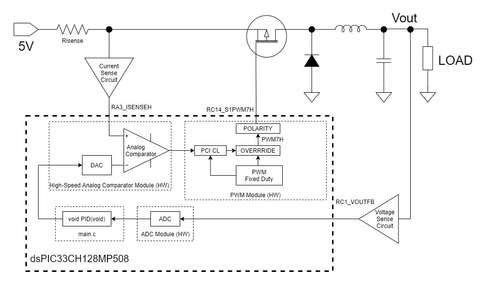 5V
Risense
Vout
LOAD
Current
Sense
Circuit
RA3_ISENSEH
RC14_S1PWM7H
POLARITY
PWM7H
Analog
Comparator
PCI CL
OVERRRIDE
DAC
PWM
Fixed Duty
High-Speed Analog Comparator Module (HW)
PWM Module (HW)
RC1_VOUTFB
Voltage
Sense
Circuit
void PID(void)
ADC
main.c
ADC Module (HW)
dsPIC33CH128MP508